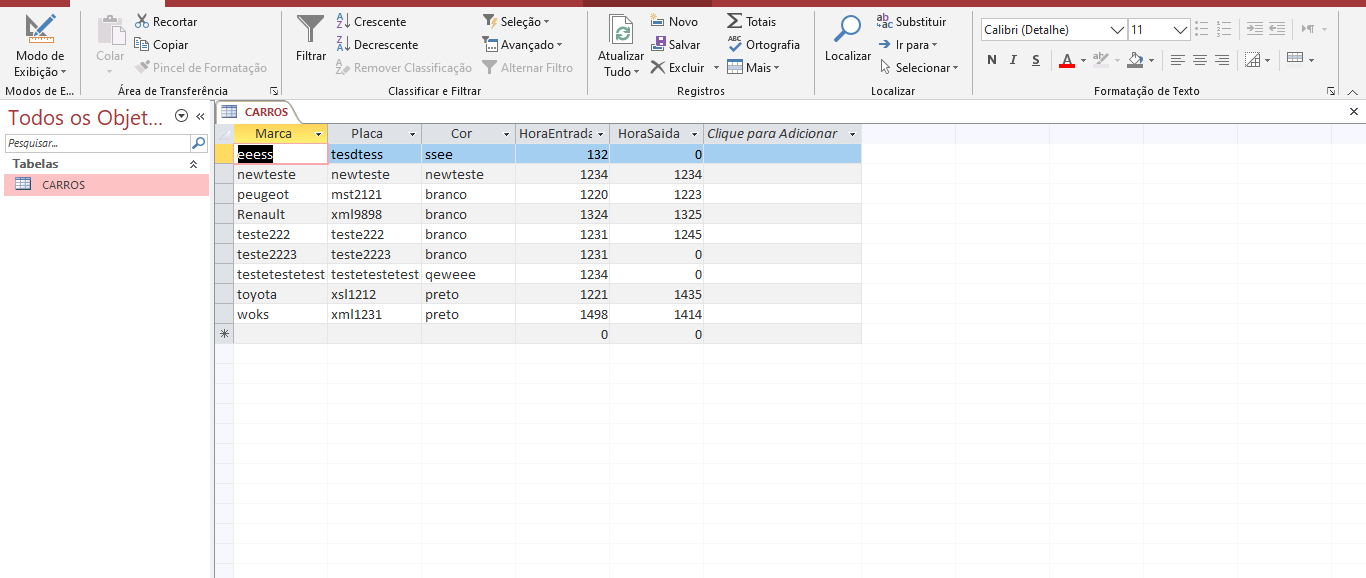 Modo de Exibição
Modos de E...
Colar
Recortar
Copiar
Pincel de Formatação
Área de Transferência
Filtrar
Crescente
Decrescente
Remover Classificação
Seleção
Avançado
Alternar Filtro
Classificar e Filtrar
Atualizar Tudo
Novo
Salvar
Excluir
Totais
Ortografia
Mais
Registros
Localizar
Substituir
Ir para
Selecionar
Localizar
Calibri (Detalhe) 11
N I S
Formatação de Texto
Todos os Objet...
Pesquisar...
Tabelas
CARROS
CARROS
Marca Placa Cor HoraEntrada HoraSaida Clique para Adicionar
eeess tesdtess ssee 132 0
newteste newteste newteste 1234 1234
peugeot mst2121 branco 1220 1223
Renault xml9898 branco 1324 1325
teste222 teste222 branco 1231 1245
teste2223 teste2223 branco 1231 0
testetestetest testetestetest qeweee 1234 0
toyota xsl1212 preto 1221 1435
woks xml1231 preto 1498 1414
0 0